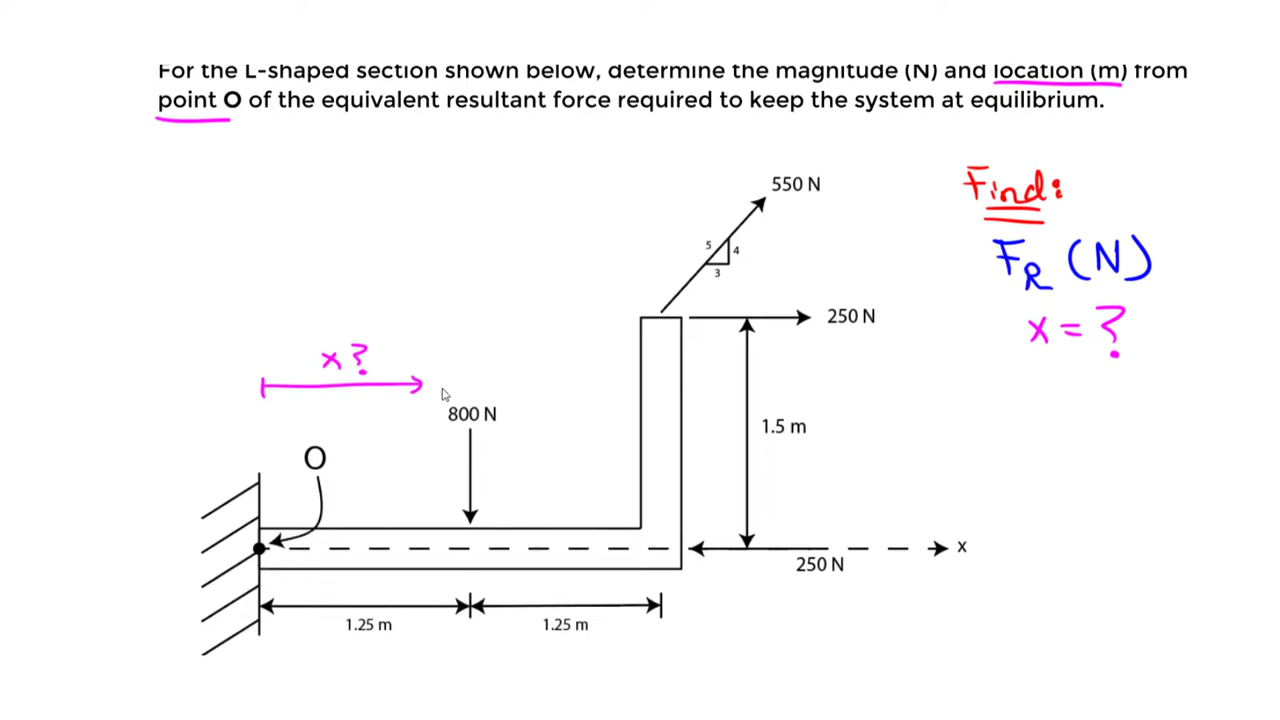 For the L-shaped section shown below, determine the magnitude (N) and location (m) from
point O of the equivalent resultant force required to keep the system at equilibrium.
550 N
Find:
5
4
3
F_R (N)
250 N
x = ?
x?
800 N
1.5 m
O
x
250 N
1.25 m
1.25 m